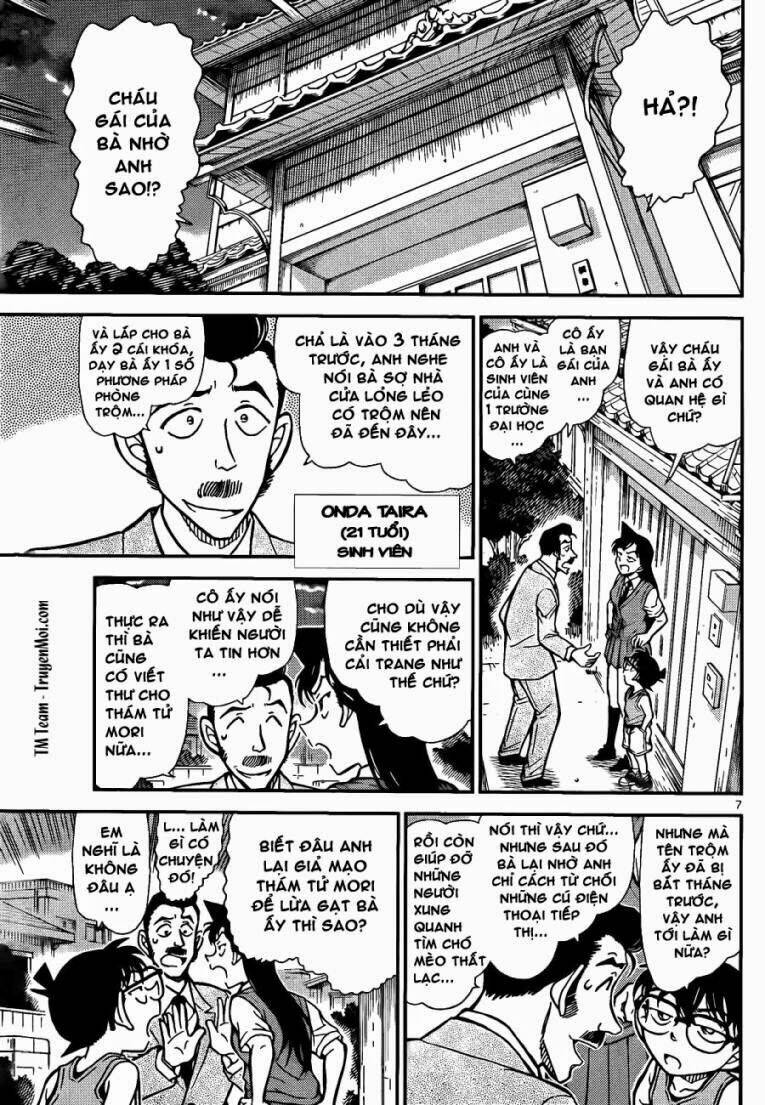 HẢ?!
CHÁU
GÁI CỦA
BÀ NHỜ
ANH
SAO!?
VẬY CHÁU
GÁI BÀ ẤY
VÀ ANH CÓ
QUAN HỆ GÌ
CHỨ?
CÔ ẤY
LÀ BẠN
GÁI CỦA
ANH...
ANH VÀ
CÔ ẤY LÀ
SINH VIÊN
CỦA CÙNG
1 TRƯỜNG
ĐẠI HỌC
...
CHẢ LÀ VÀO 3 THÁNG
TRƯỚC, ANH NGHE
NÓI BÀ SỢ NHÀ
CỬA LỎNG LẺO
CÓ TRỘM NÊN
ĐÃ ĐẾN ĐÂY...
VÀ LẮP CHO BÀ
ẤY 2 CÁI KHÓA,
DẠY BÀ ẤY 1 SỐ
PHƯƠNG PHÁP
PHÒNG
TRỘM...
ONDA TAIRA
(21 TUỔI)
SINH VIÊN
CHO DÙ VẬY
CŨNG KHÔNG
CẦN THIẾT PHẢI
CẢI TRANG NHƯ
THẾ CHỨ?
CÔ ẤY NÓI
NHƯ VẬY DỄ
KHIẾN NGƯỜI
TA TIN HƠN
...
THỰC RA
THÌ BÀ
CŨNG
CÓ VIẾT
THƯ CHO
THÁM TỬ
MORI
NỮA...
TM Team - TruyenMoi.com
7
NHƯNG MÀ
TÊN TRỘM
ẤY ĐÃ BỊ
BẮT THÁNG
TRƯỚC,
VẬY ANH
TỚI LÀM GÌ
NỮA?
NÓI THÌ VẬY CHỨ...
NHƯNG SAU ĐÓ
BÀ LẠI NHỜ ANH
CHỈ CÁCH TỪ CHỐI
NHỮNG CÚ ĐIỆN
THOẠI TIẾP
THỊ...
RỒI CÒN
GIÚP ĐỠ
NHỮNG
NGƯỜI
XUNG
QUANH
TÌM CHÓ
MÈO THẤT
LẠC...
BIẾT ĐÂU ANH
LẠI GIẢ MẠO
THÁM TỬ MORI
ĐỂ LỪA GẠT BÀ
ẤY THÌ SAO?
L... LÀM
GÌ CÓ
CHUYỆN
ĐÓ!
EM
NGHĨ LÀ
KHÔNG
ĐÂU Ạ
...